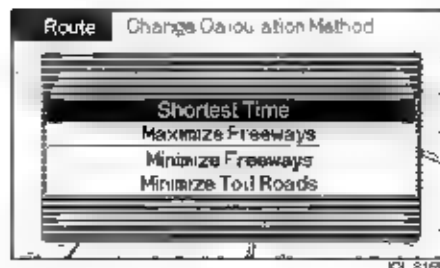 Route Change Calculation Method
Shortest Time
Maximize Freeways
Minimize Freeways
Minimize Toll Roads